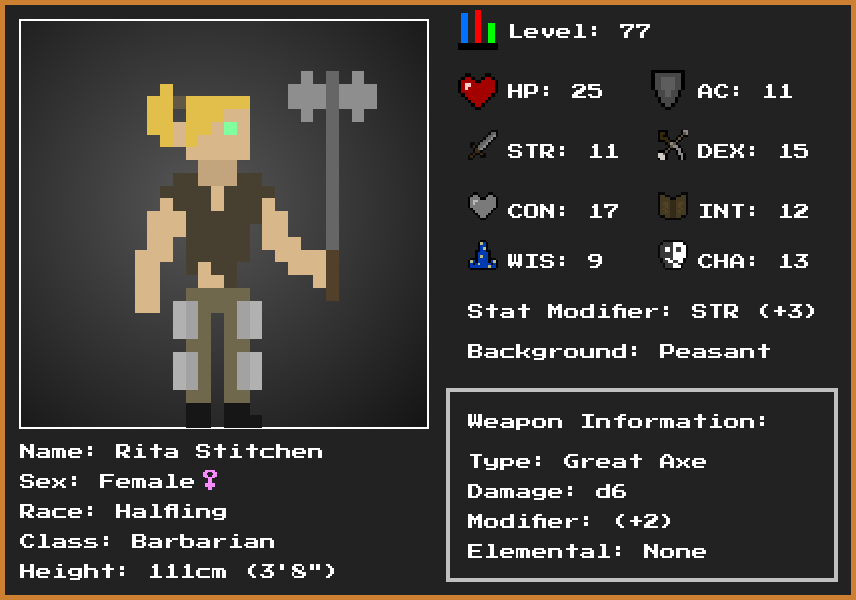 Level: 77
HP: 25
AC: 11
STR: 11
DEX: 15
CON: 17
INT: 12
WIS: 9
CHA: 13
Stat Modifier: STR (+3)
Background: Peasant
Weapon Information:
Type: Great Axe
Damage: d6
Modifier: (+2)
Elemental: None
Name: Rita Stitchen
Sex: Female♀
Race: Halfling
Class: Barbarian
Height: 111cm (3'8")